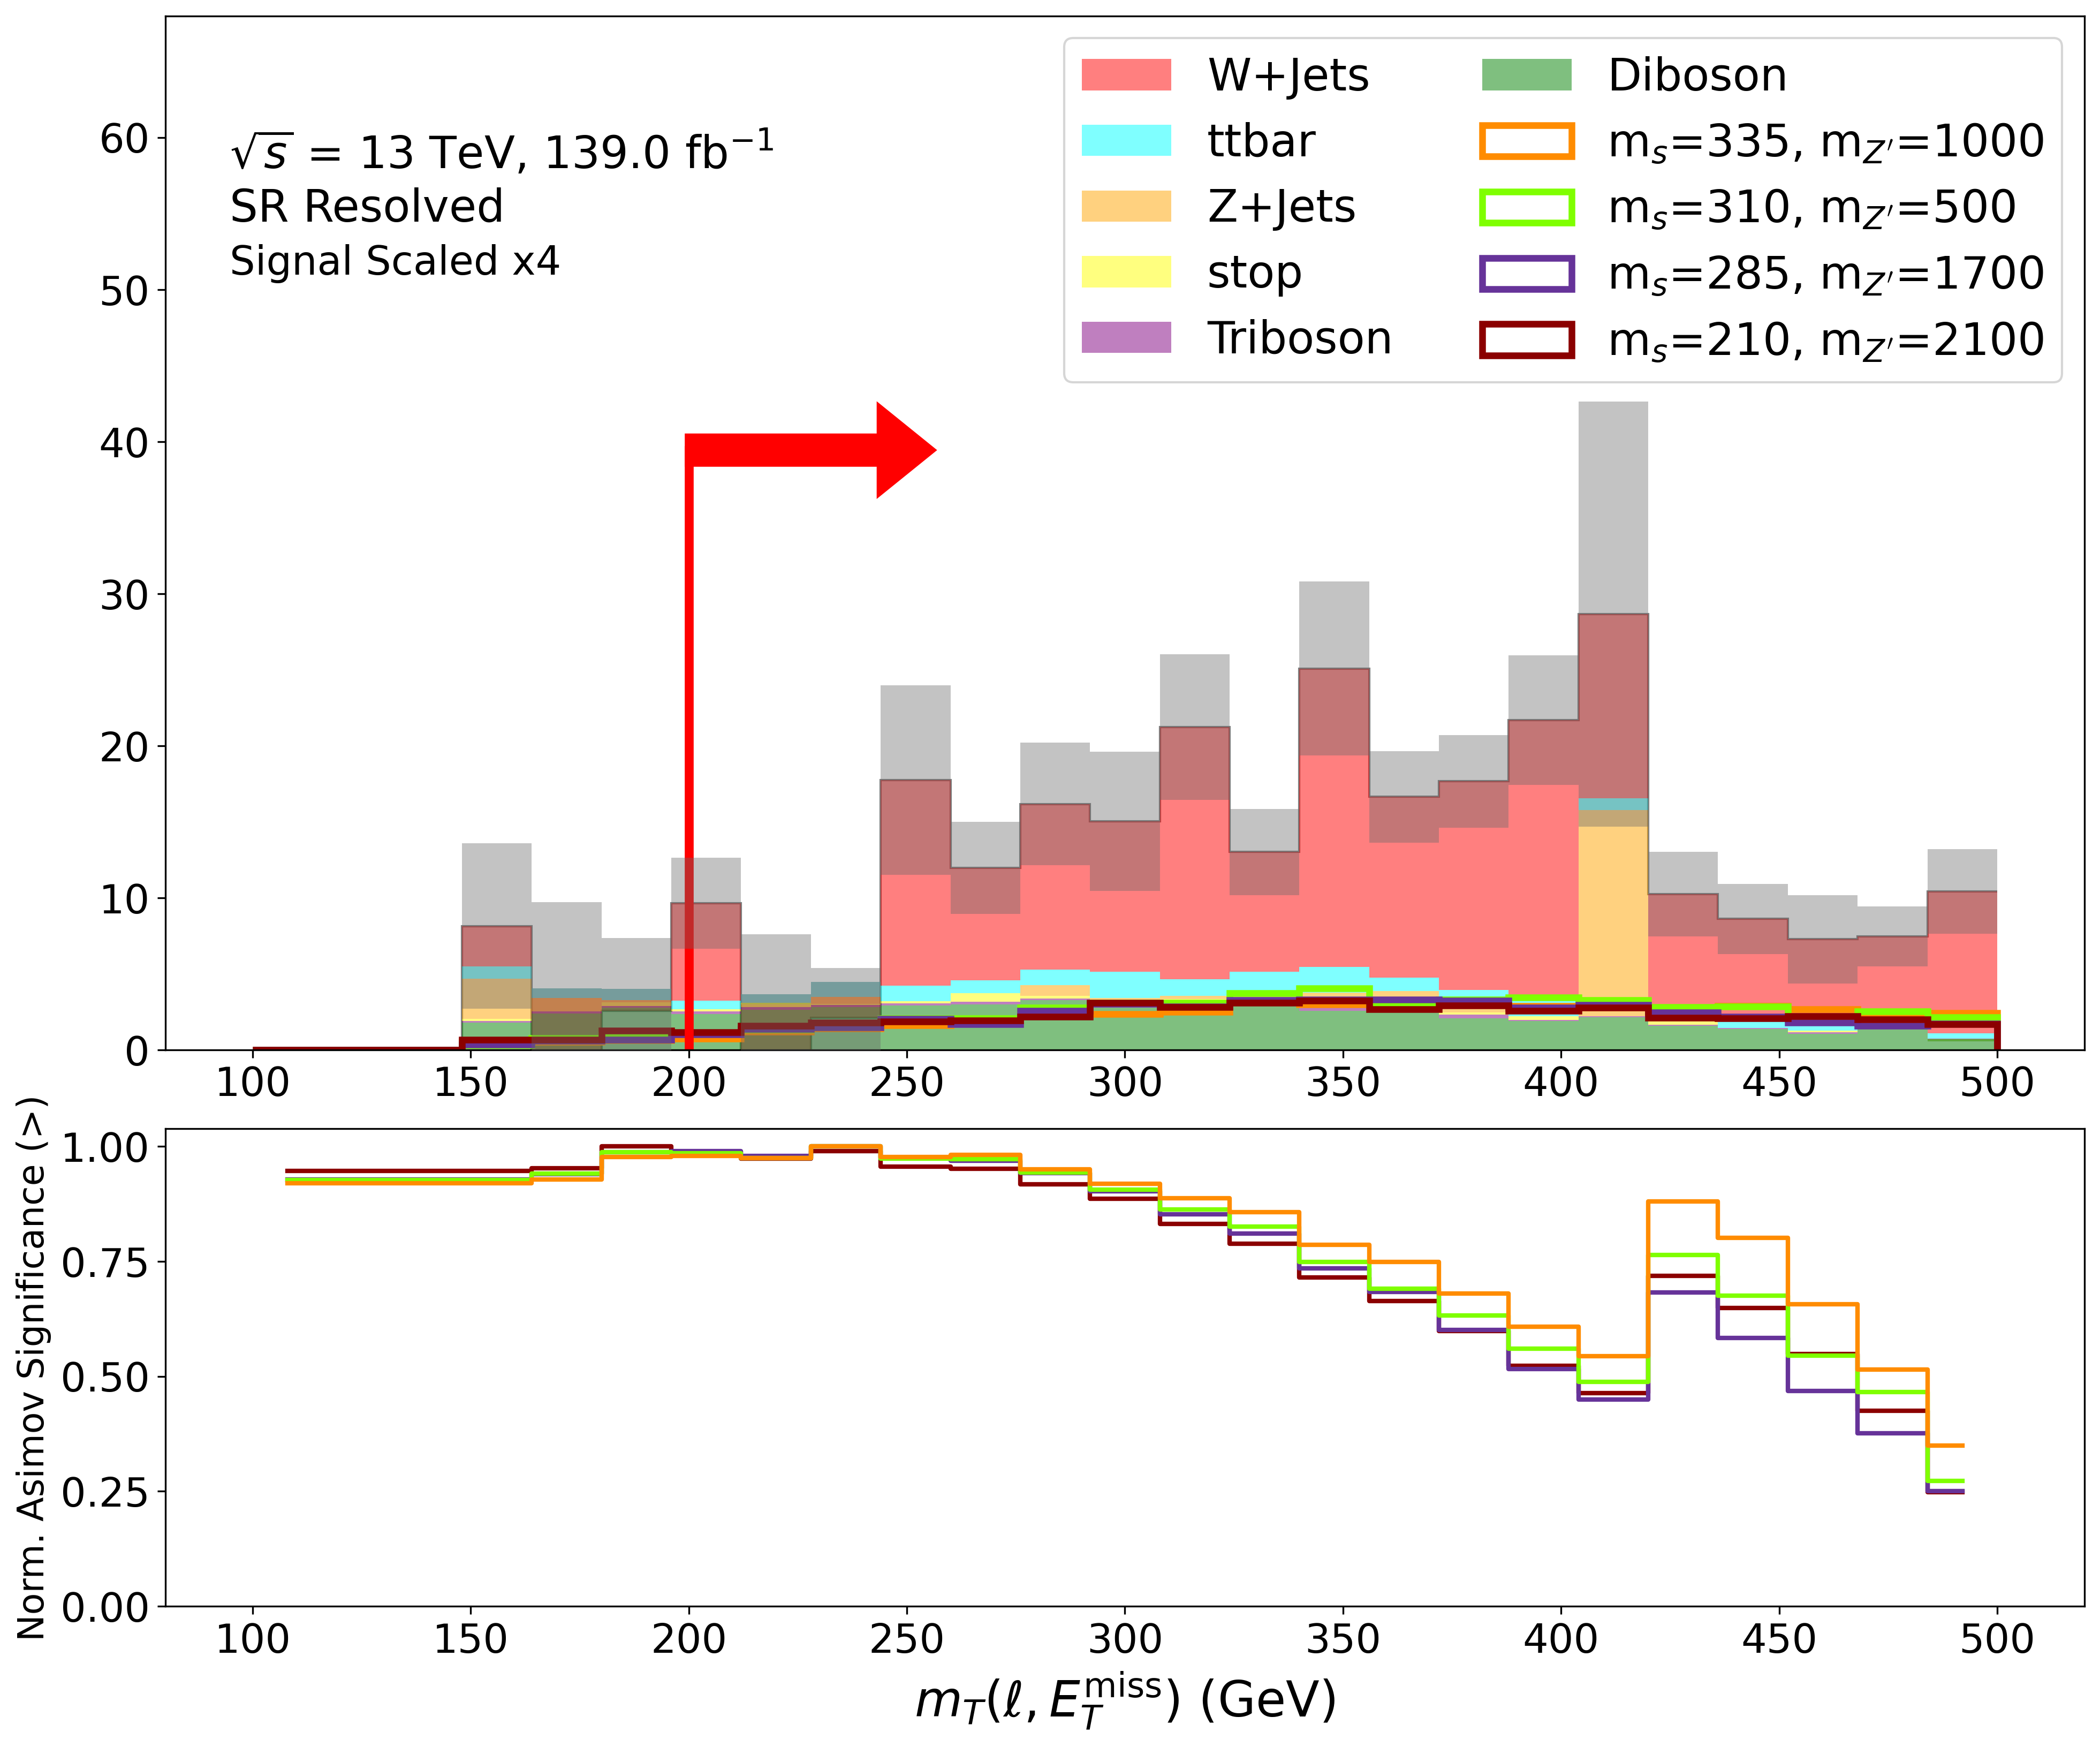 60
50
40
30
20
10
0
√s = 13 TeV, 139.0 fb⁻¹
SR Resolved
Signal Scaled x4
W+Jets
ttbar
Z+Jets
stop
Triboson
Diboson
mₛ=335, m_Z′=1000
mₛ=310, m_Z′=500
mₛ=285, m_Z′=1700
mₛ=210, m_Z′=2100
100 150 200 250 300 350 400 450 500
Norm. Asimov Significance (>)
1.00
0.75
0.50
0.25
0.00
100 150 200 250 300 350 400 450 500
m_T(ℓ, E_T^miss) (GeV)